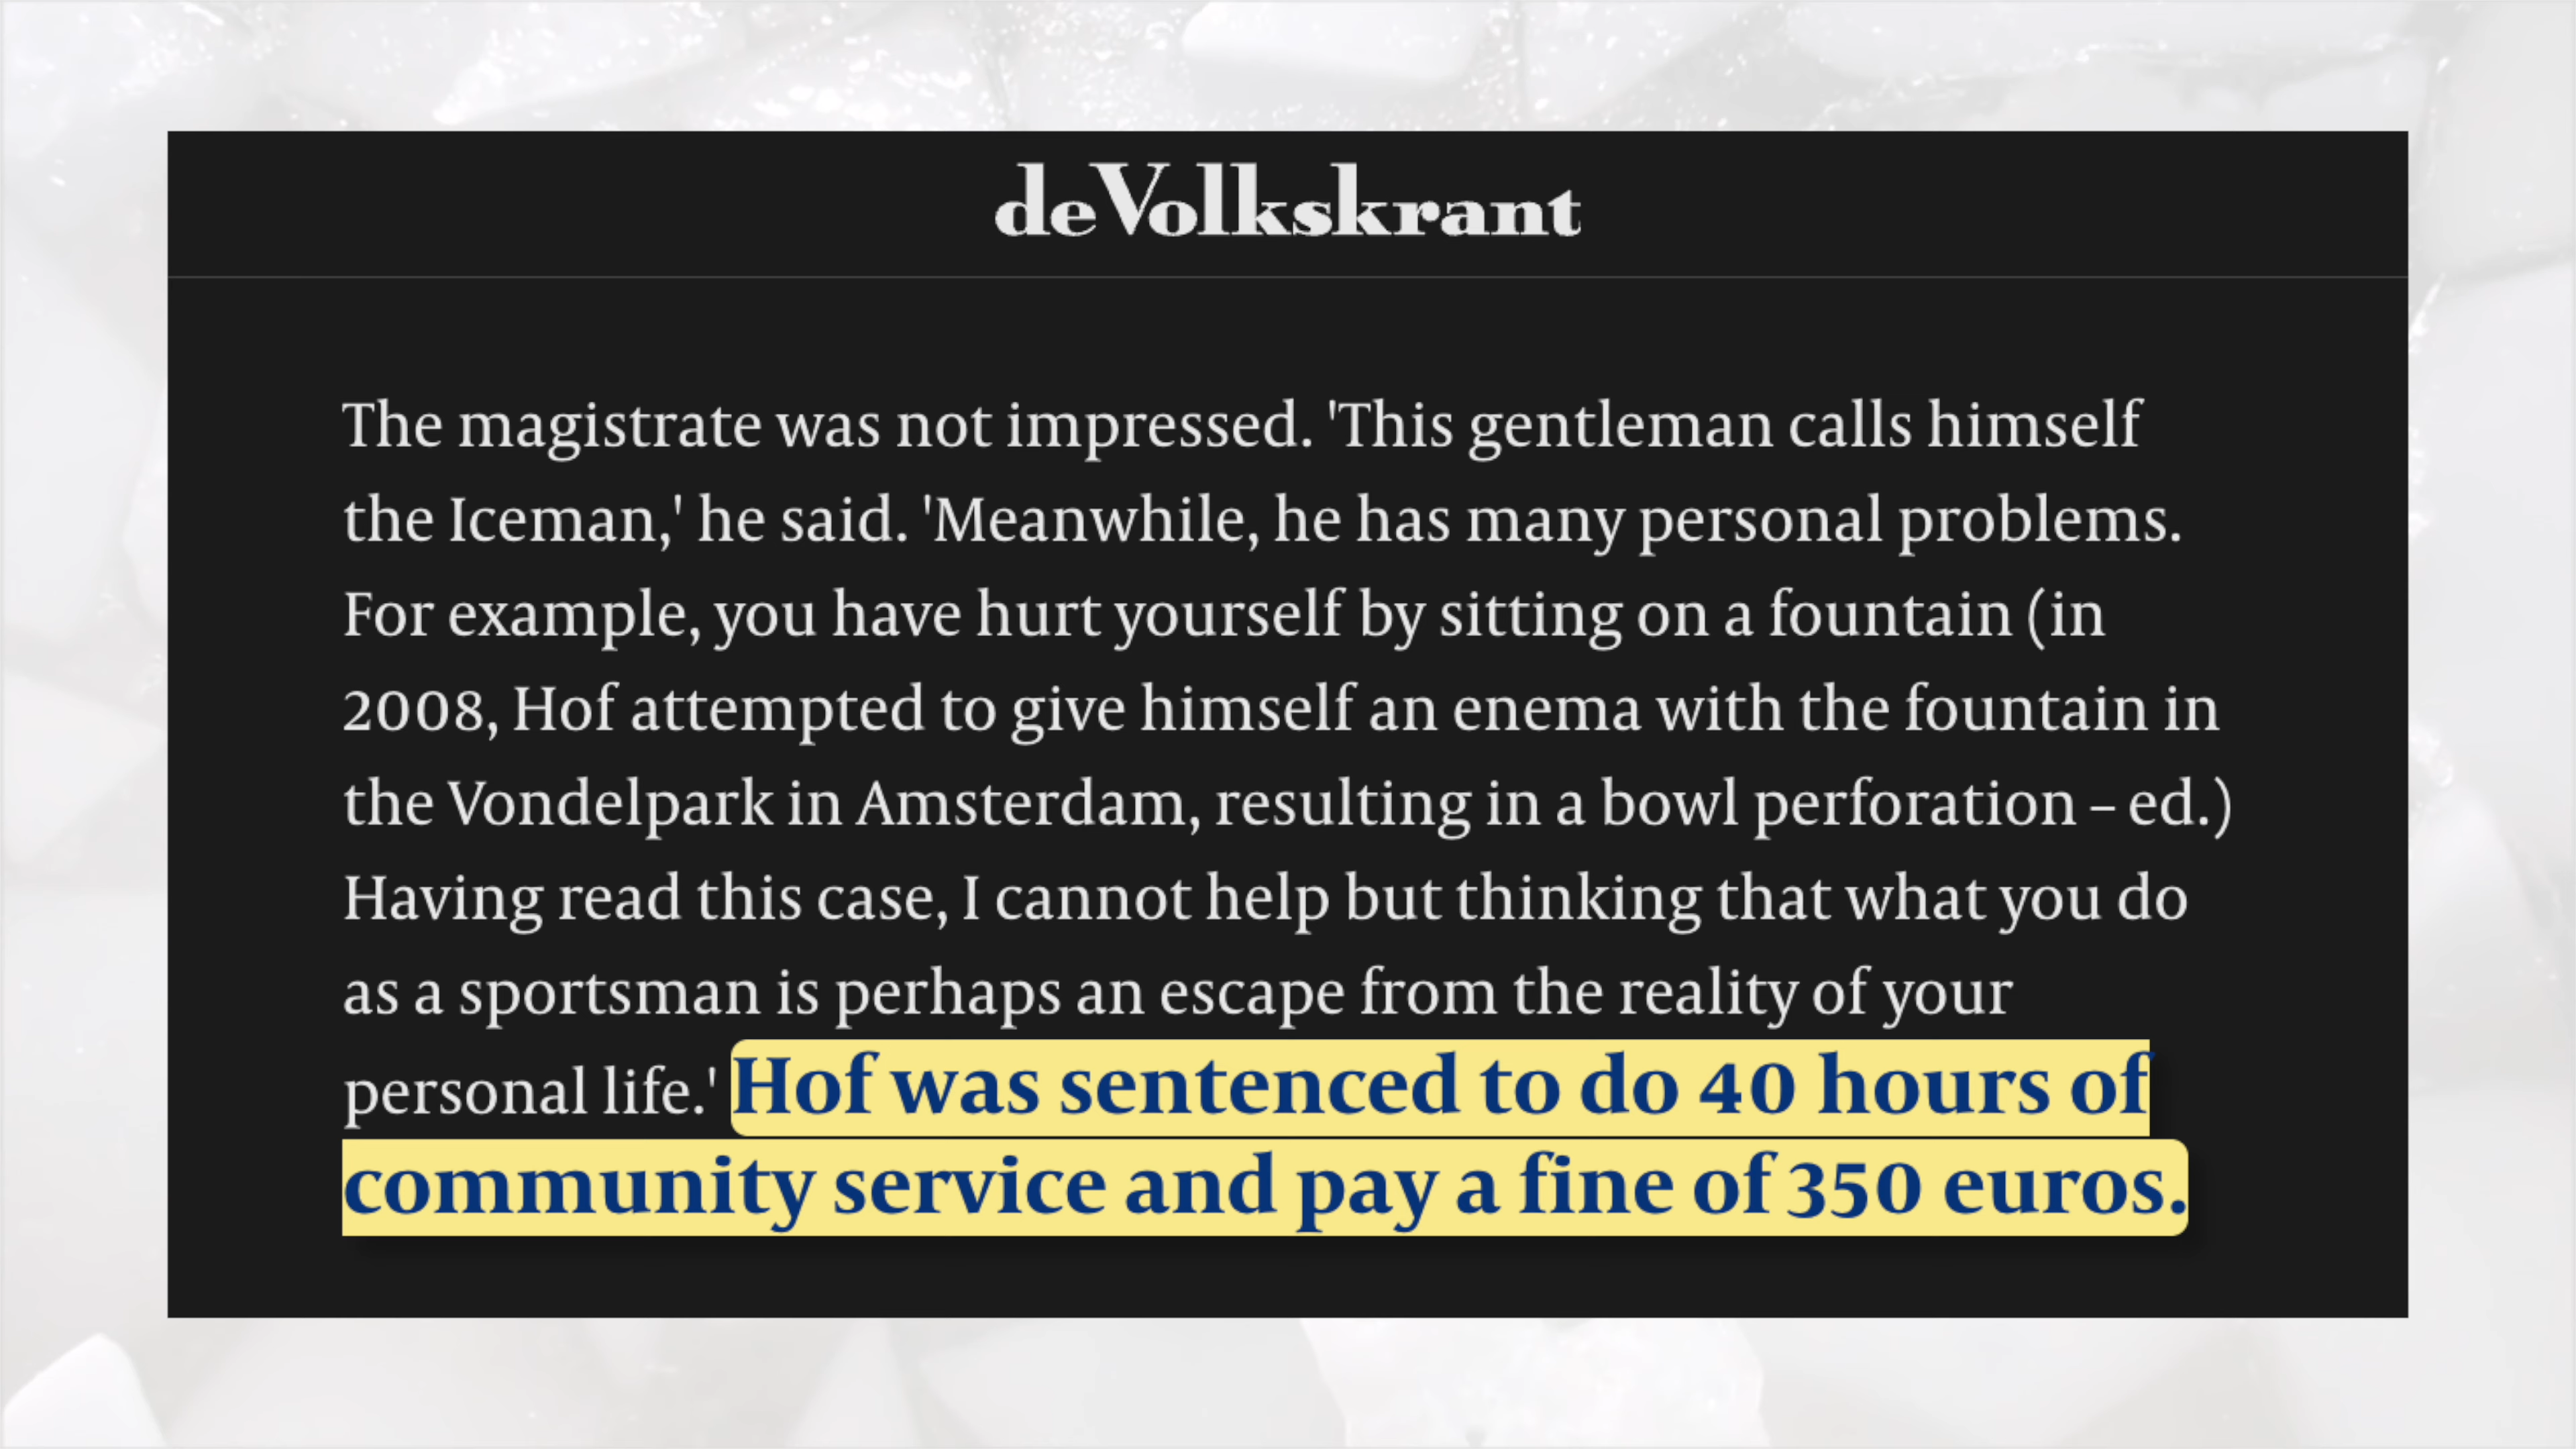 deVolkskrant
The magistrate was not impressed. 'This gentleman calls himself
the Iceman,' he said. 'Meanwhile, he has many personal problems.
For example, you have hurt yourself by sitting on a fountain (in
2008, Hof attempted to give himself an enema with the fountain in
the Vondelpark in Amsterdam, resulting in a bowl perforation – ed.)
Having read this case, I cannot help but thinking that what you do
as a sportsman is perhaps an escape from the reality of your
personal life.' Hof was sentenced to do 40 hours of
community service and pay a fine of 350 euros.